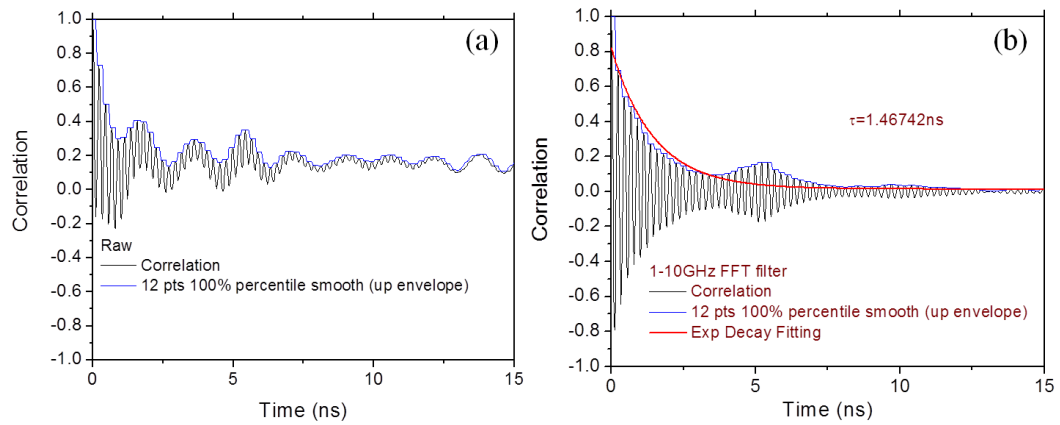 (a)
1.0
0.8
0.6
0.4
0.2
0.0
-0.2
-0.4
-0.6
-0.8
-1.0
Correlation
Raw
Correlation
12 pts 100% percentile smooth (up envelope)
0
5
10
15
Time (ns)
(b)
1.0
0.8
0.6
0.4
0.2
0.0
-0.2
-0.4
-0.6
-0.8
-1.0
Correlation
τ=1.46742ns
1-10GHz FFT filter
Correlation
12 pts 100% percentile smooth (up envelope)
Exp Decay Fitting
0
5
10
15
Time (ns)